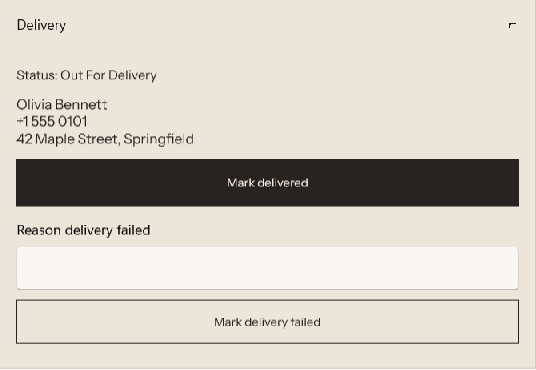 Delivery
Status: Out For Delivery
Olivia Bennett
+1 555 0101
42 Maple Street, Springfield
Mark delivered
Reason delivery failed
Mark delivery failed